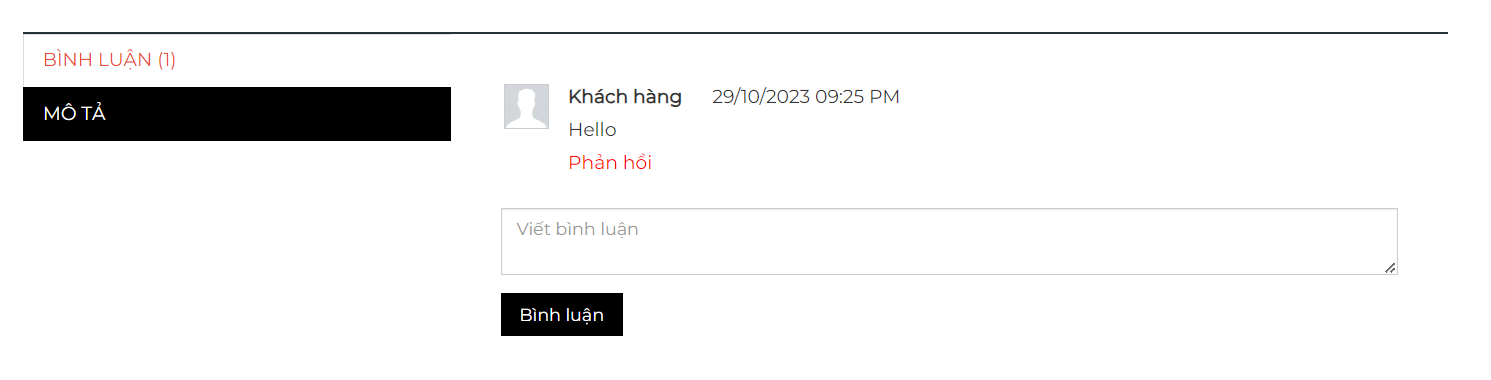 BÌNH LUẬN (1)
MÔ TẢ
Khách hàng 29/10/2023 09:25 PM
Hello
Phản hồi
Viết bình luận
Bình luận